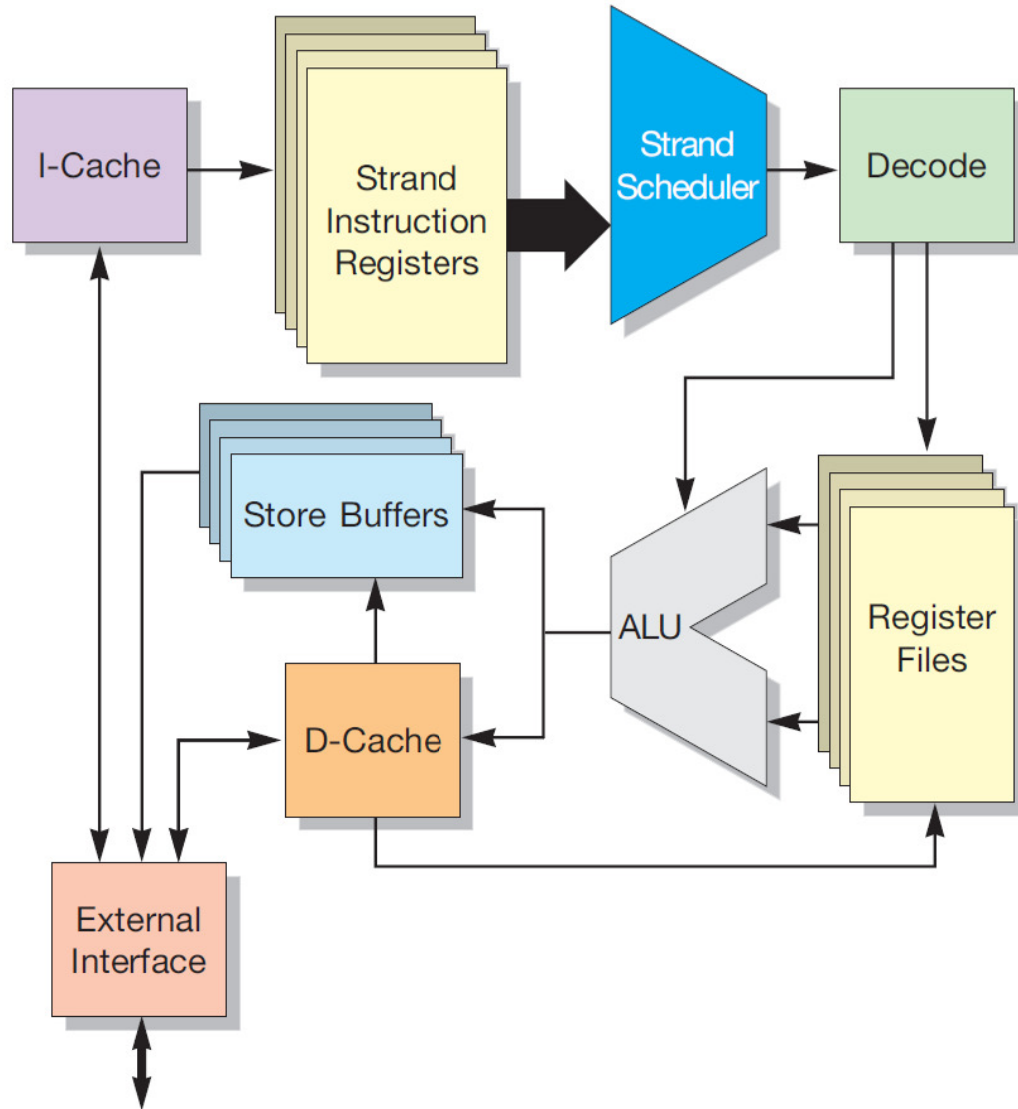 I-Cache
Strand
Instruction
Registers
Strand
Scheduler
Decode
Store Buffers
ALU
Register
Files
D-Cache
External
Interface